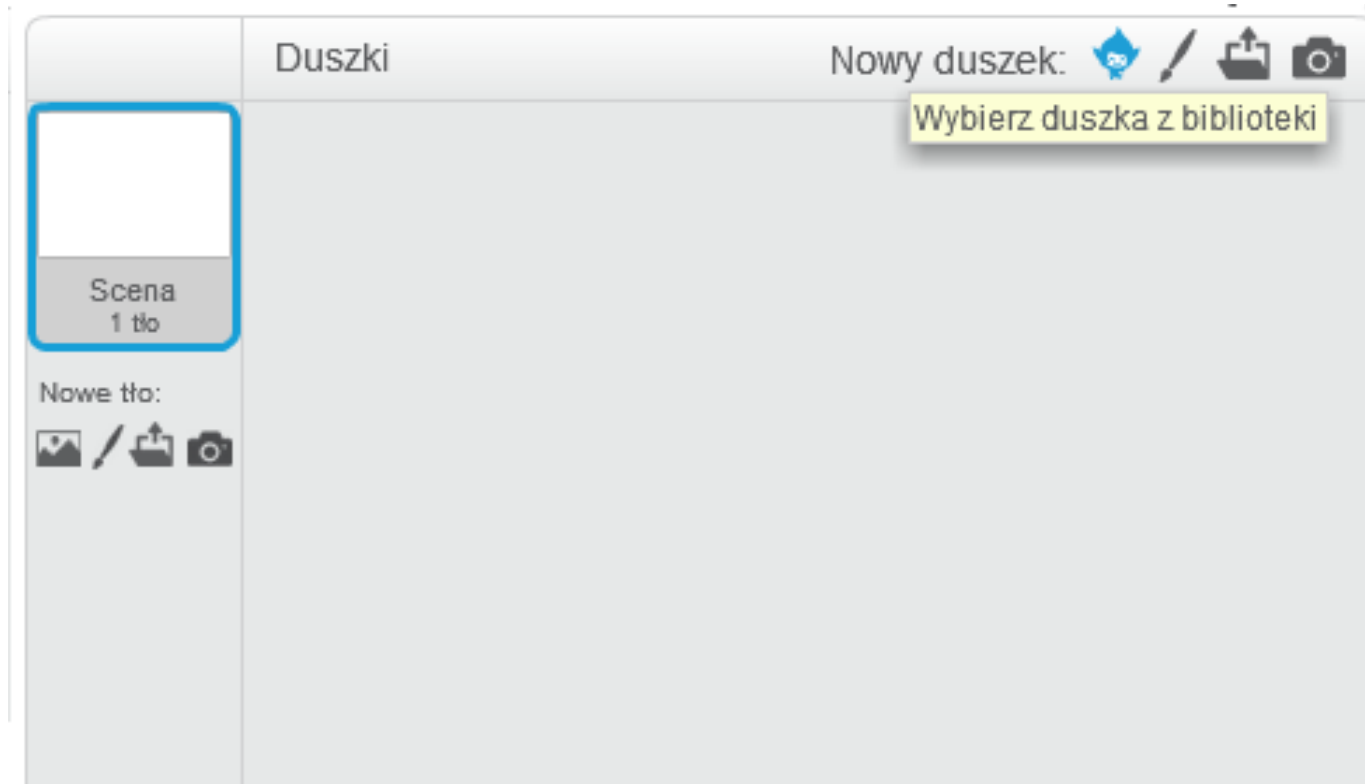 Duszki
Nowy duszek:
Wybierz duszka z biblioteki
Scena
1 tło
Nowe tło: